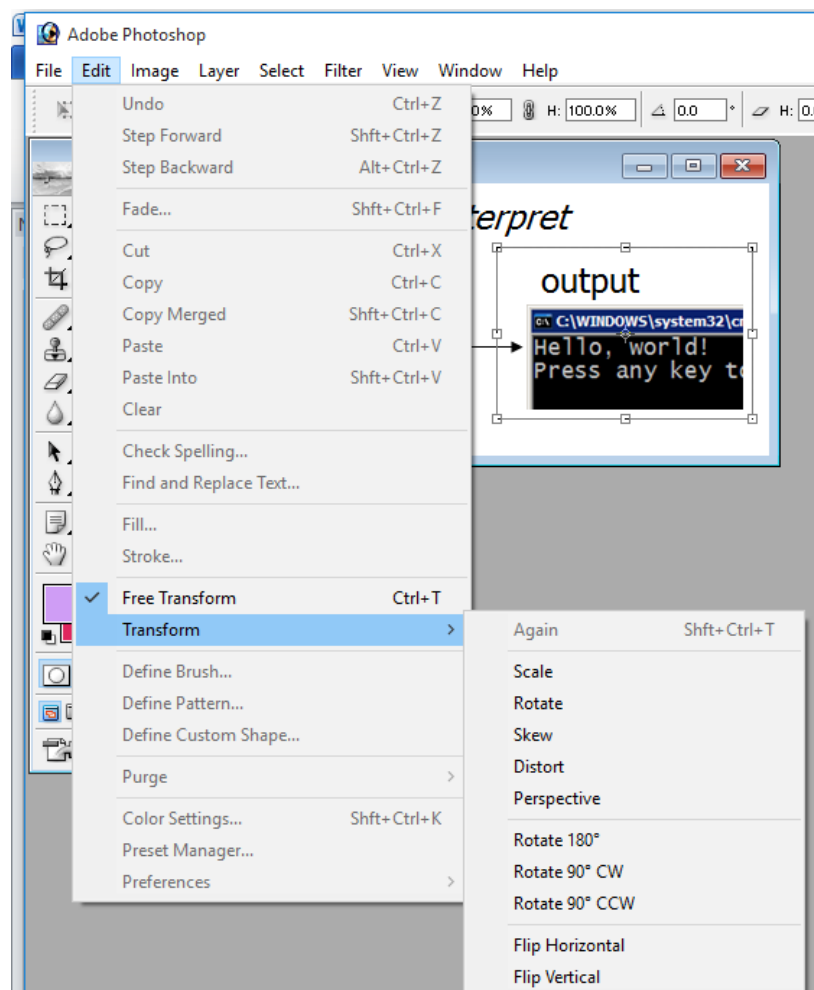 Adobe Photoshop
File Edit Image Layer Select Filter View Window Help
0% H: 100.0% 0.0 ° H: 0.
Undo Ctrl+Z
Step Forward Shft+Ctrl+Z
Step Backward Alt+Ctrl+Z
Fade... Shft+Ctrl+F
Cut Ctrl+X
Copy Ctrl+C
Copy Merged Shft+Ctrl+C
Paste Ctrl+V
Paste Into Shft+Ctrl+V
Clear
Check Spelling...
Find and Replace Text...
Fill...
Stroke...
Free Transform Ctrl+T
Transform
Define Brush...
Define Pattern...
Define Custom Shape...
Purge
Color Settings... Shft+Ctrl+K
Preset Manager...
Preferences
terpret
output
C:\WINDOWS\system32\c
Hello, world!
Press any key to
Again Shft+Ctrl+T
Scale
Rotate
Skew
Distort
Perspective
Rotate 180°
Rotate 90° CW
Rotate 90° CCW
Flip Horizontal
Flip Vertical